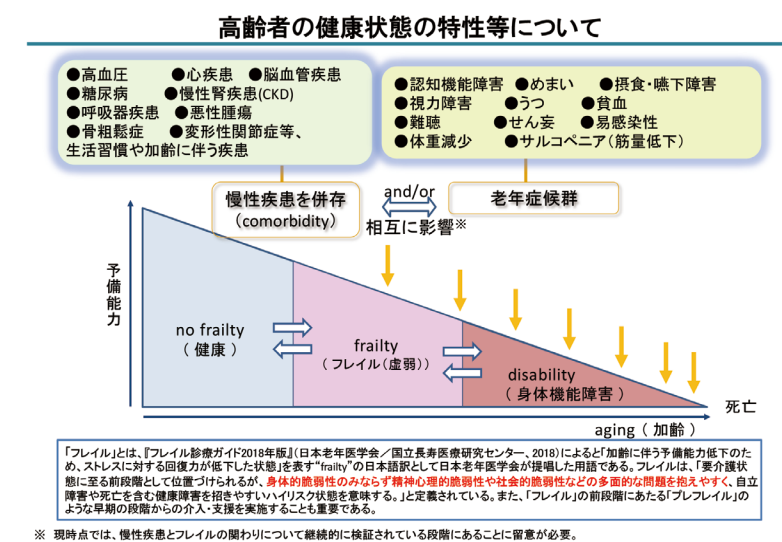 高齢者の健康状態の特性等について
●高血圧 ●心疾患 ●脳血管疾患
●糖尿病 ●慢性腎疾患(CKD)
●呼吸器疾患 ●悪性腫瘍
●骨粗鬆症 ●変形性関節症等、
生活習慣や加齢に伴う疾患
●認知機能障害 ●めまい ●摂食・嚥下障害
●視力障害 ●うつ ●貧血
●難聴 ●せん妄 ●易感染性
●体重減少 ●サルコペニア(筋量低下)
慢性疾患を併存
(comorbidity)
and/or
相互に影響※
老年症候群
予備能力
no frailty
(健康)
frailty
(フレイル(虚弱))
disability
(身体機能障害)
死亡
aging(加齢)
「フレイル」とは、『フレイル診療ガイド2018年版』(日本老年医学会/国立長寿医療研究センター、2018)によると「加齢に伴う予備能力低下のた
め、ストレスに対する回復力が低下した状態」を表す“frailty”の日本語訳として日本老年医学会が提唱した用語である。フレイルは、「要介護状
態に至る前段階として位置づけられるが、身体的脆弱性のみならず精神心理的脆弱性や社会的脆弱性などの多面的な問題を抱えやすく、自立
障害や死亡を含む健康障害を招きやすいハイリスク状態を意味する。」と定義されている。また、「フレイル」の前段階にあたる「プレフレイル」の
ような早期の段階からの介入・支援を実施することも重要である。
※ 現時点では、慢性疾患とフレイルの関わりについて継続的に検証されている段階にあることに留意が必要。